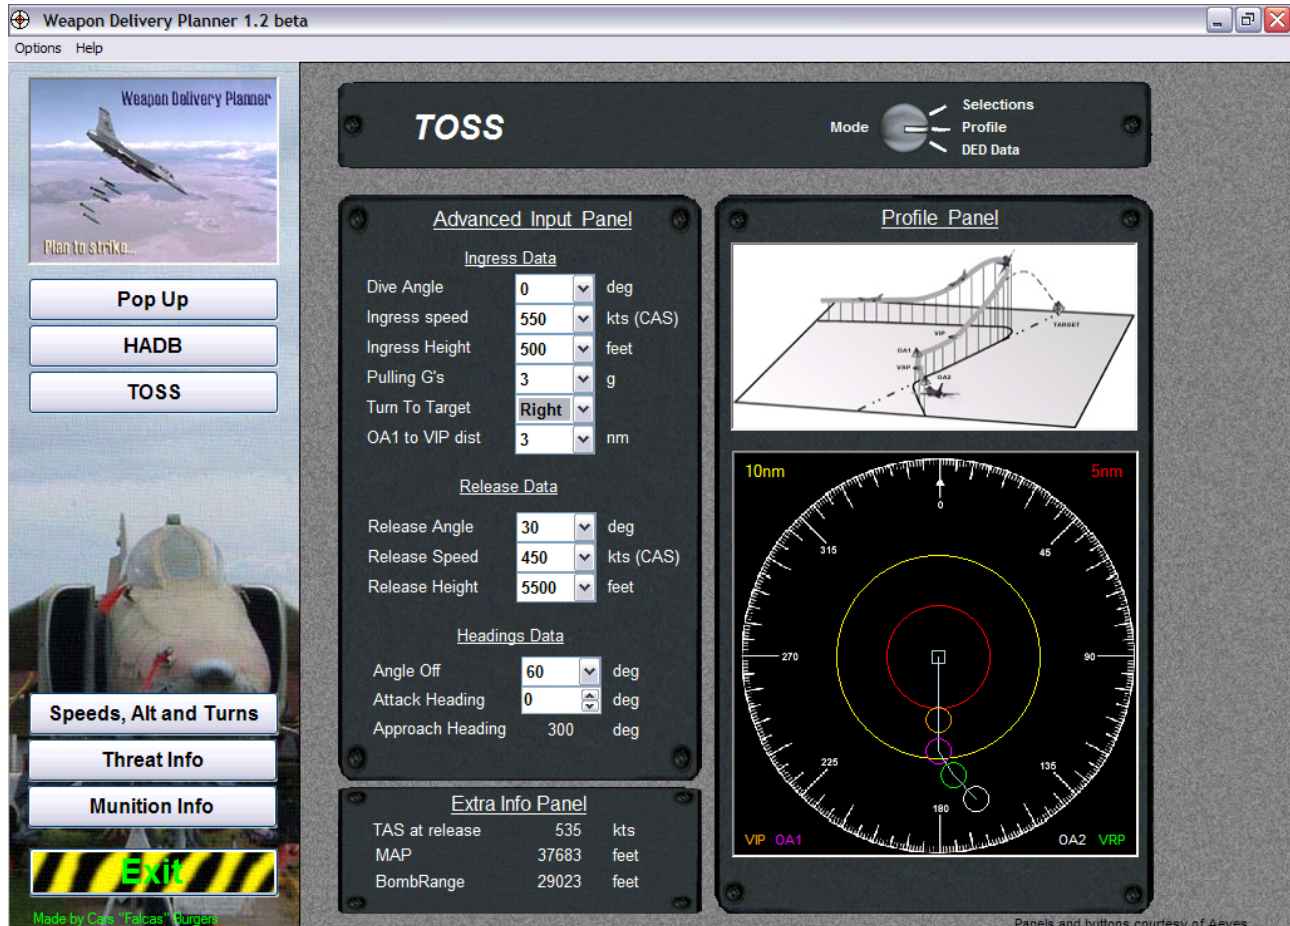 Weapon Delivery Planner 1.2 beta
Options Help
Weapon Delivery Planner
Plan to strike...
Pop Up
HADB
TOSS
Speeds, Alt and Turns
Threat Info
Munition Info
Exit
Made by Cars "Falcas" Burgers
TOSS
Mode
Selections
Profile
DED Data
Advanced Input Panel
Ingress Data
Dive Angle 0 deg
Ingress speed 550 kts (CAS)
Ingress Height 500 feet
Pulling G's 3 g
Turn To Target Right
OA1 to VIP dist 3 nm
Release Data
Release Angle 30 deg
Release Speed 450 kts (CAS)
Release Height 5500 feet
Headings Data
Angle Off 60 deg
Attack Heading 0 deg
Approach Heading 300 deg
Extra Info Panel
TAS at release 535 kts
MAP 37683 feet
BombRange 29023 feet
Profile Panel
TARGET
VIP
OA1
VRP
OA2
10nm 5nm
0
315 45
270 90
225 135
180
VIP OA1 OA2 VRP
Panels and buttons courtesy of Aeyes